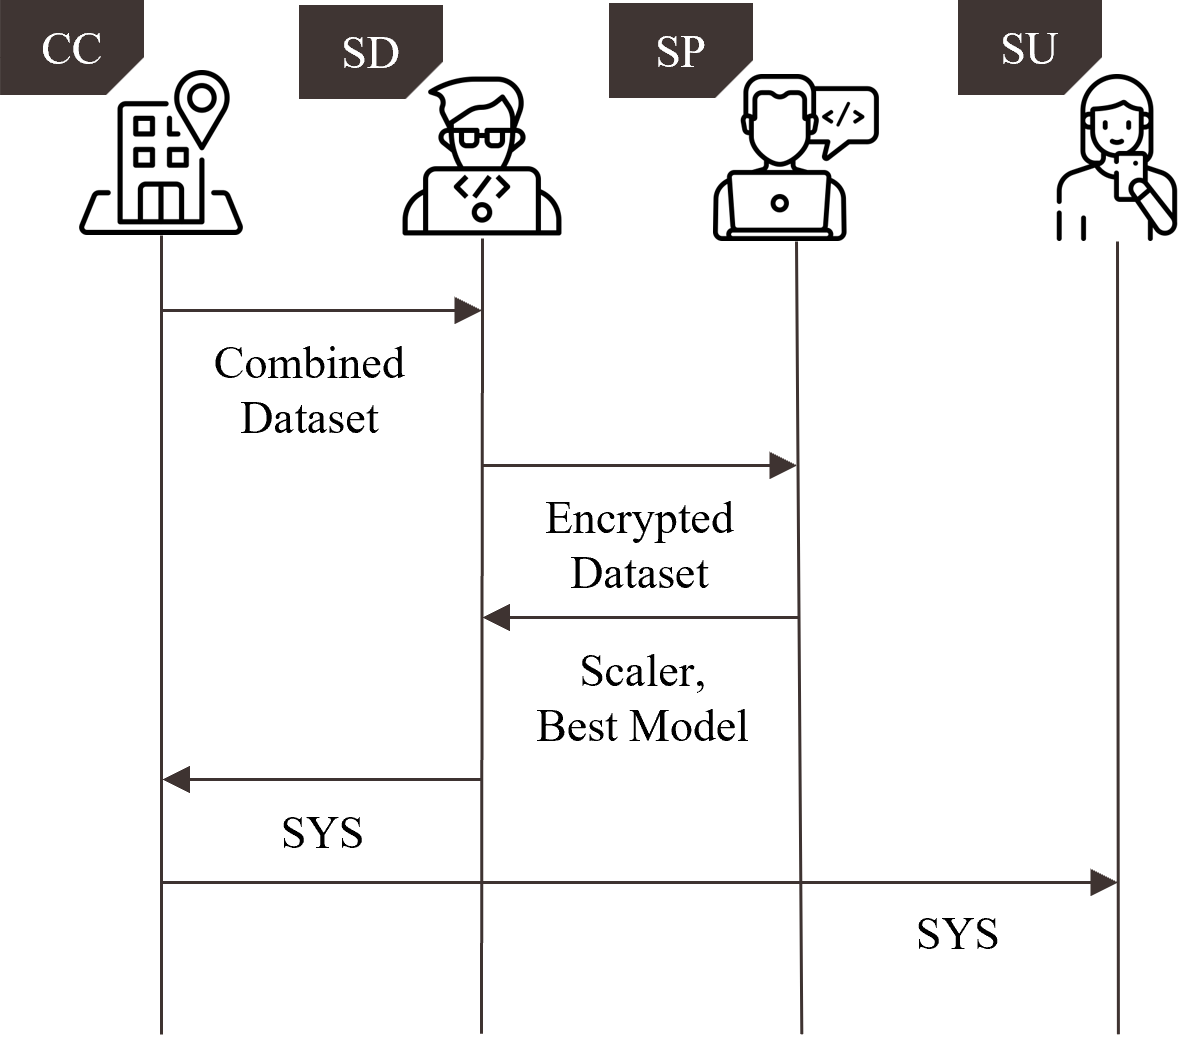 CC
SD
SP
SU
</>
</>
Combined
Dataset
Encrypted
Dataset
Scaler,
Best Model
SYS
SYS